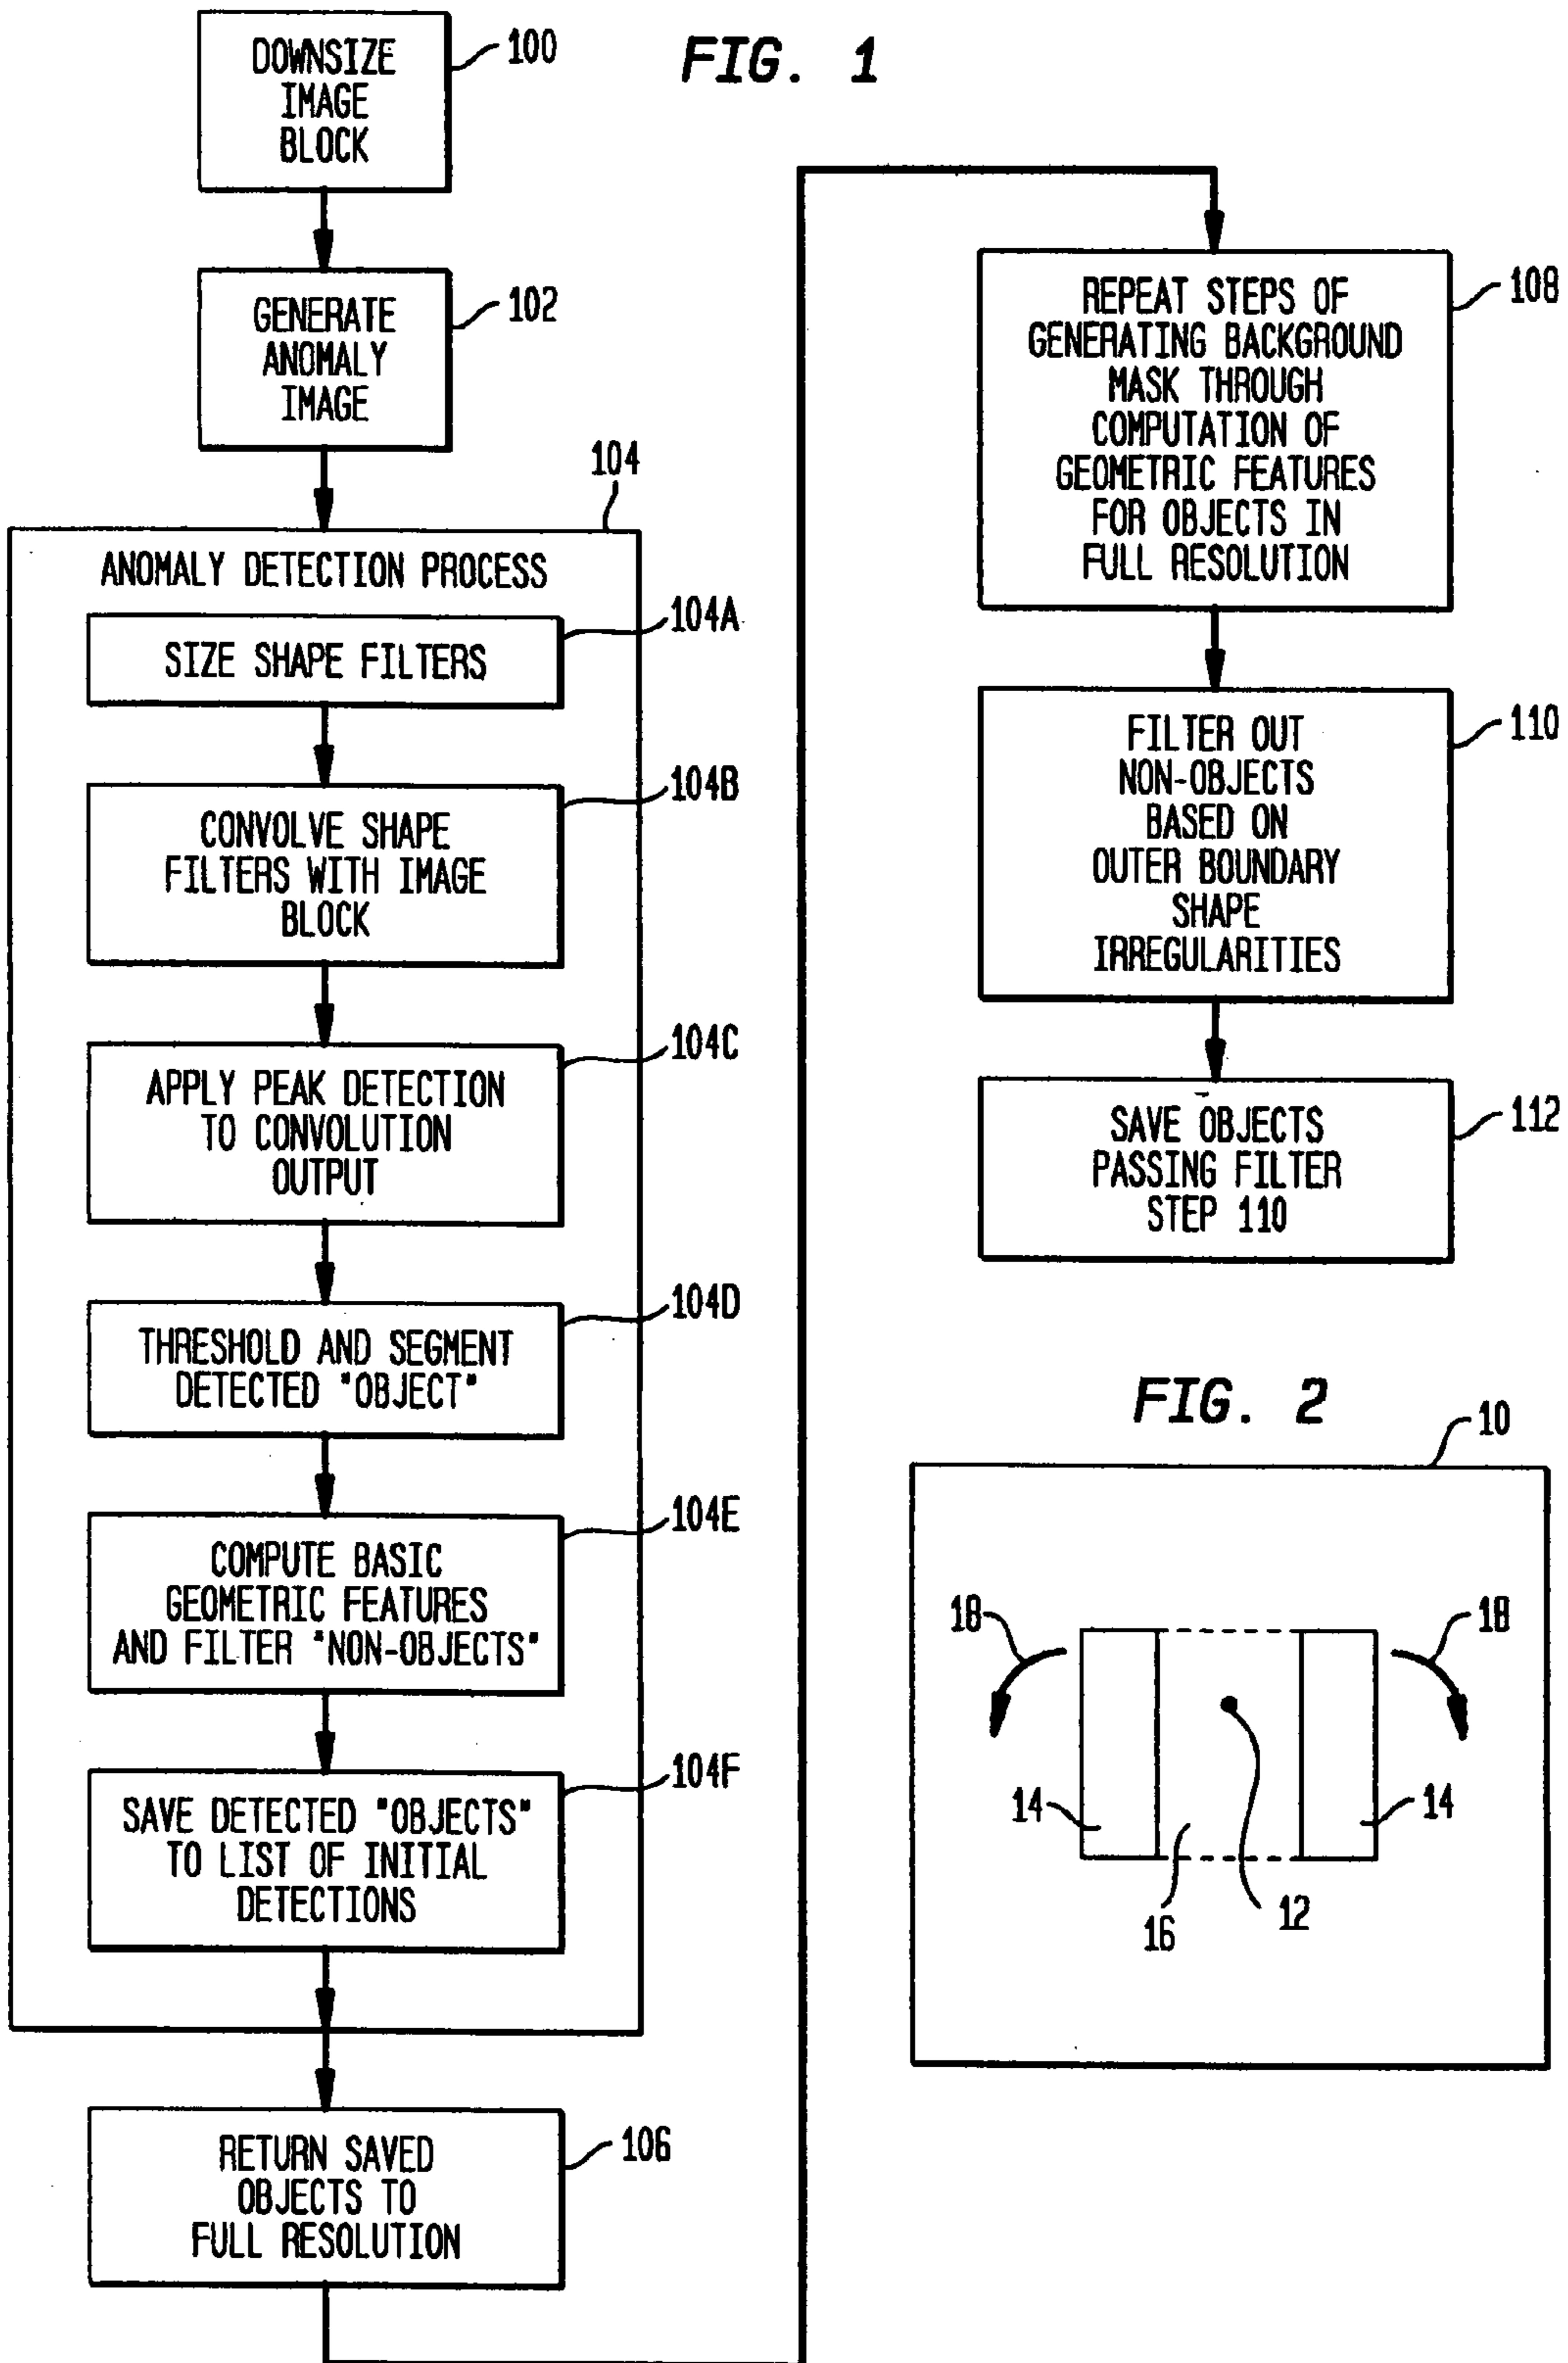 FIG. 1
DOWNSIZE
IMAGE
BLOCK
100
GENERATE
ANOMALY
IMAGE
102
104
ANOMALY DETECTION PROCESS
SIZE SHAPE FILTERS
104A
CONVOLVE SHAPE
FILTERS WITH IMAGE
BLOCK
104B
APPLY PEAK DETECTION
TO CONVOLUTION
OUTPUT
104C
THRESHOLD AND SEGMENT
DETECTED "OBJECT"
104D
COMPUTE BASIC
GEOMETRIC FEATURES
AND FILTER "NON-OBJECTS"
104E
SAVE DETECTED "OBJECTS"
TO LIST OF INITIAL
DETECTIONS
104F
RETURN SAVED
OBJECTS TO
FULL RESOLUTION
106
REPEAT STEPS OF
GENERATING BACKGROUND
MASK THROUGH
COMPUTATION OF
GEOMETRIC FEATURES
FOR OBJECTS IN
FULL RESOLUTION
108
FILTER OUT
NON-OBJECTS
BASED ON
OUTER BOUNDARY
SHAPE
IRREGULARITIES
110
SAVE OBJECTS
PASSING FILTER
STEP 110
112
FIG. 2
10
18
18
14
14
16
12